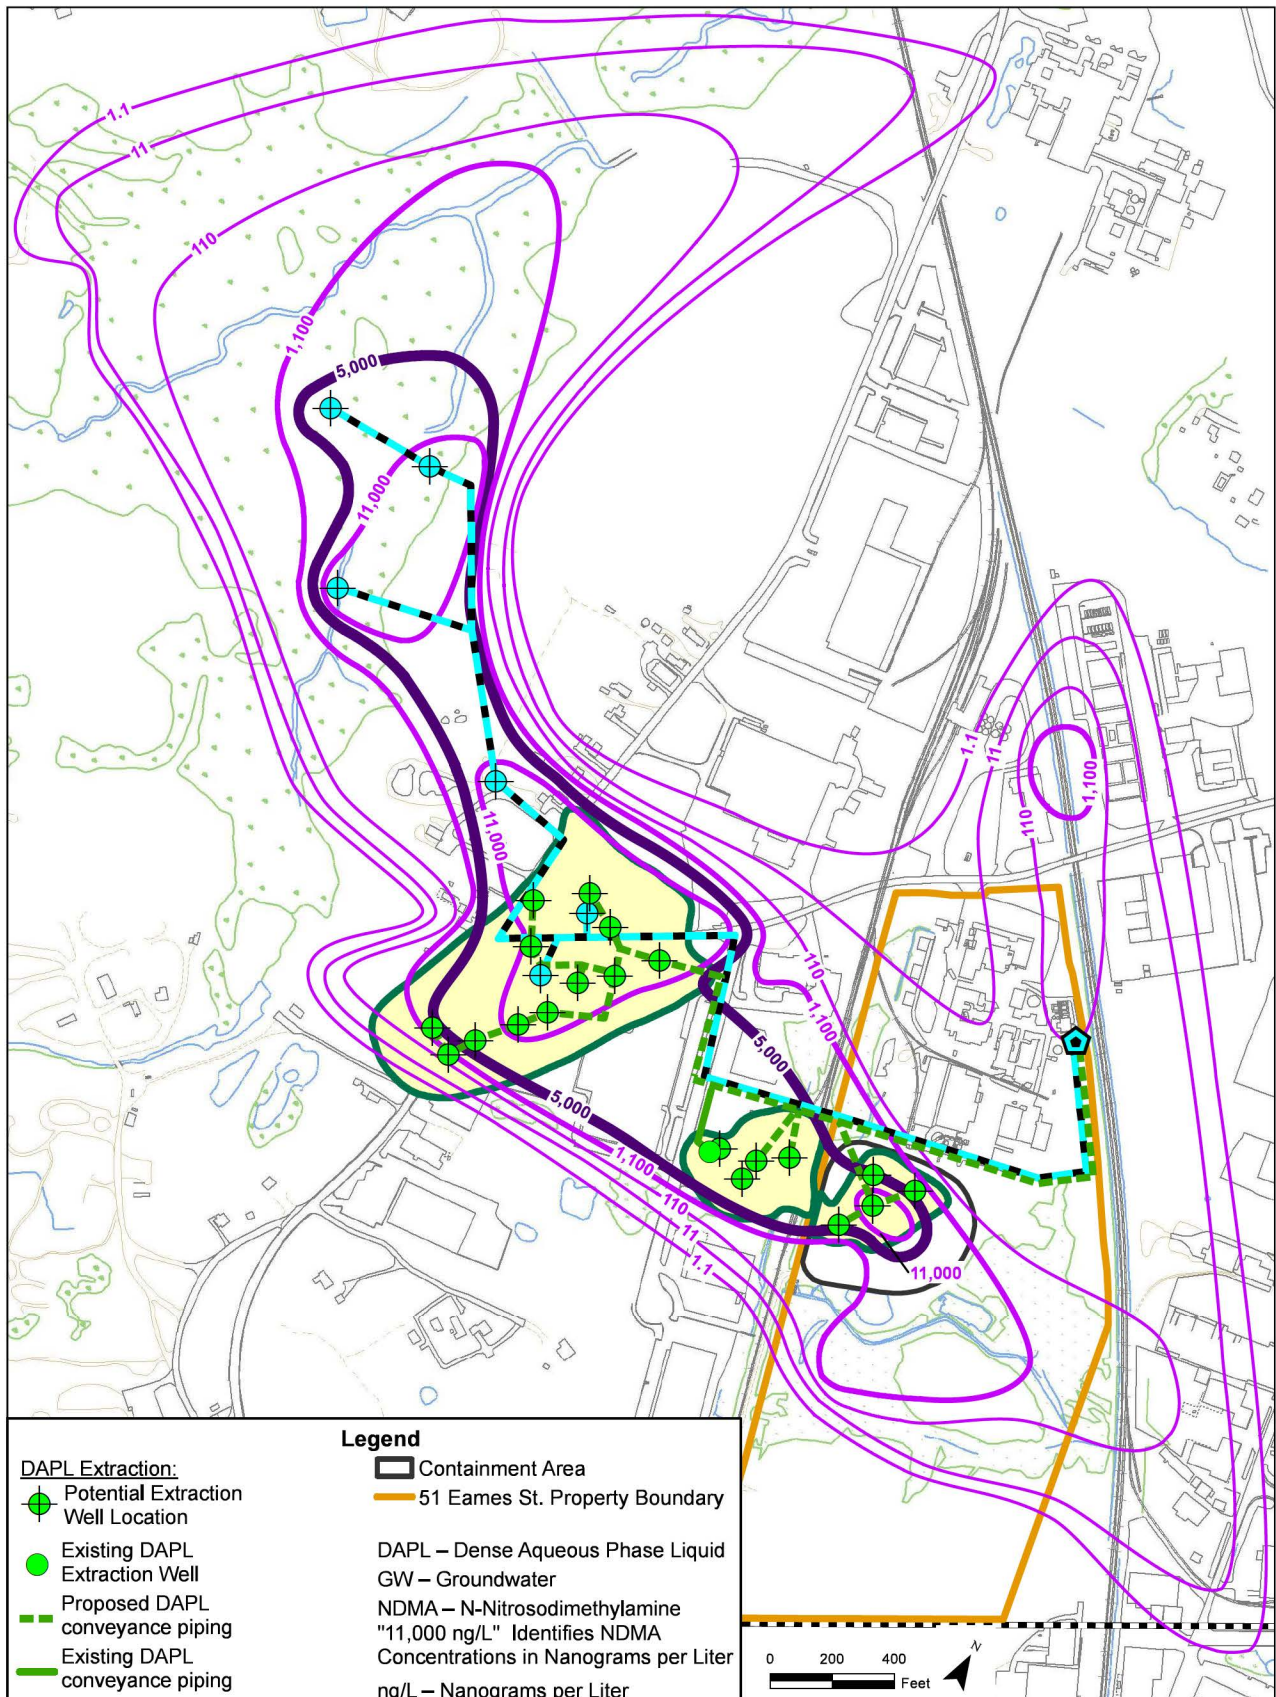 1.1
11
110
1,100
5,000
11,000
1.1
11
1,100
110
11,000
110
1,100
5,000
5,000
1,100
110
11
1.1
11,000
Legend
DAPL Extraction:
Potential Extraction
Well Location
Existing DAPL
Extraction Well
Proposed DAPL
conveyance piping
Existing DAPL
conveyance piping
Containment Area
51 Eames St. Property Boundary
DAPL – Dense Aqueous Phase Liquid
GW – Groundwater
NDMA – N-Nitrosodimethylamine
"11,000 ng/L" Identifies NDMA
Concentrations in Nanograms per Liter
ng/L – Nanograms per Liter
N
0 200 400
Feet